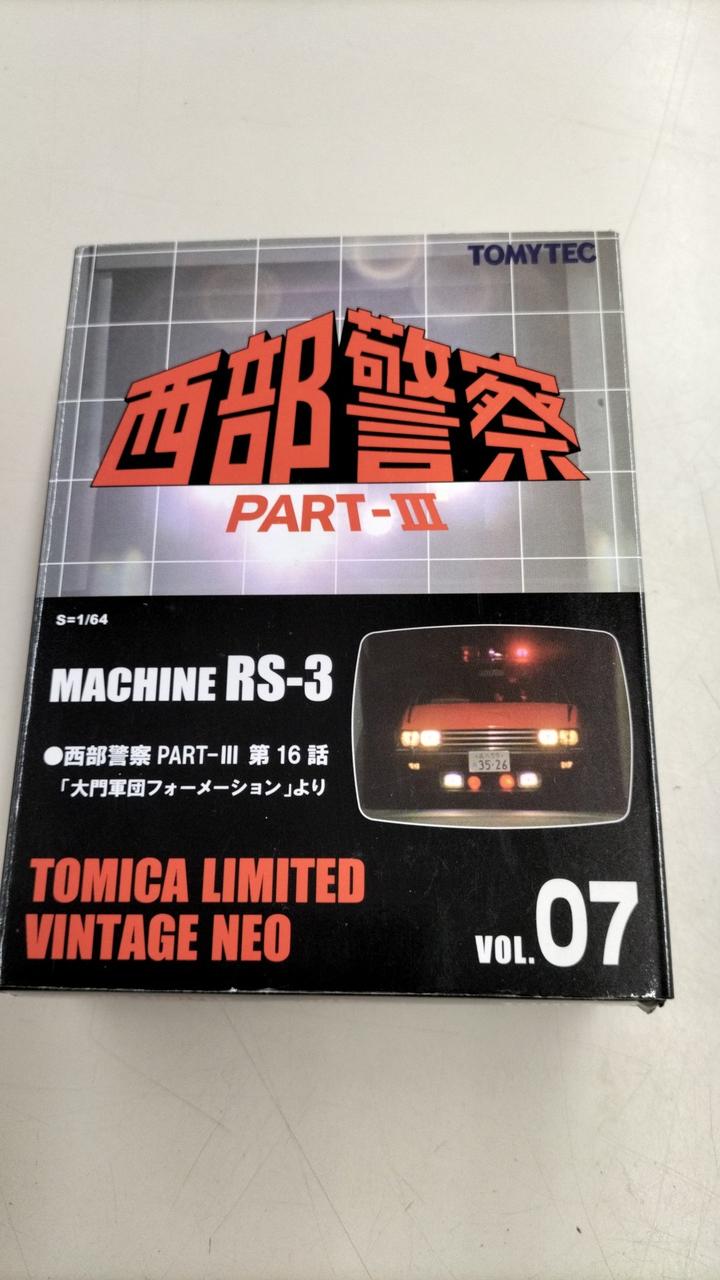 TOMYTEC
西部警察
PART-III
S=1/64
MACHINE RS-3
●西部警察 PART-III 第16話
「大門軍団フォーメーション」より
35-26
TOMICA LIMITED
VINTAGE NEO
VOL.07